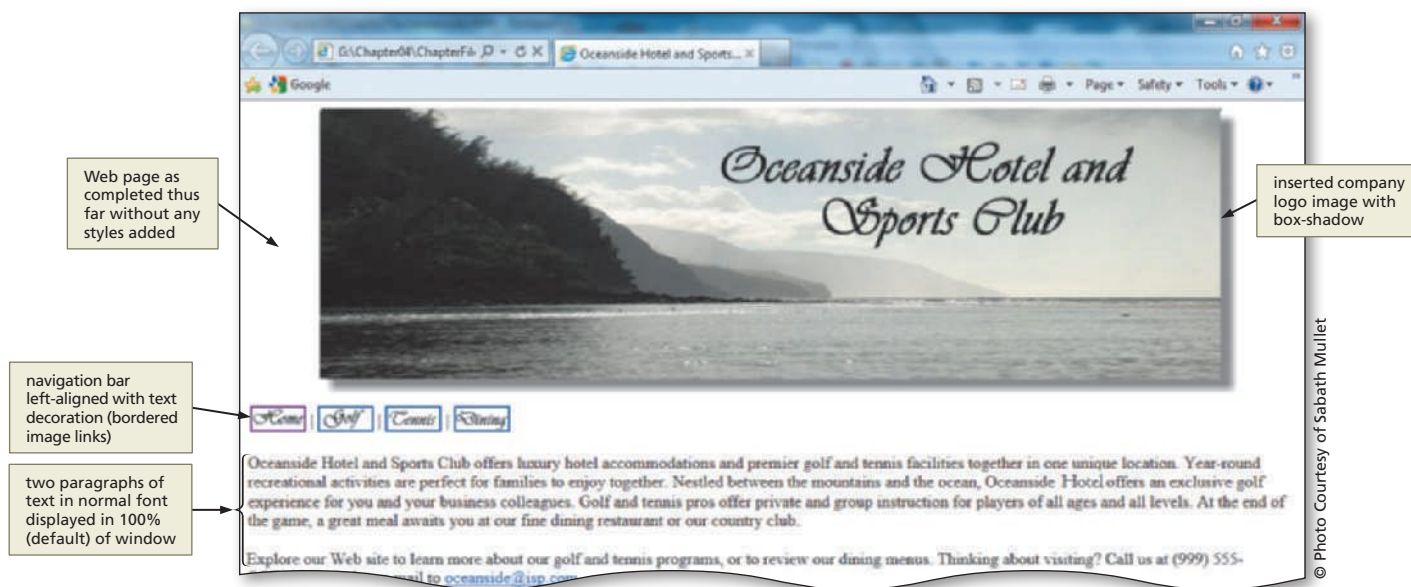 G:\Chapter04\ChapterFil
Oceanside Hotel and Sports...
Google
Page
Safety
Tools
Oceanside Hotel and
Sports Club
Web page as
completed thus
far without any
styles added
inserted company
logo image with
box-shadow
navigation bar
left-aligned with text
decoration (bordered
image links)
Home | Golf | Tennis | Dining
two paragraphs of
text in normal font
displayed in 100%
(default) of window
Oceanside Hotel and Sports Club offers luxury hotel accommodations and premier golf and tennis facilities together in one unique location. Year-round
recreational activities are perfect for families to enjoy together. Nestled between the mountains and the ocean, Oceanside Hotel offers an exclusive golf
experience for you and your business colleagues. Golf and tennis pros offer private and group instruction for players of all ages and all levels. At the end of
the game, a great meal awaits you at our fine dining restaurant or our country club.
Explore our Web site to learn more about our golf and tennis programs, or to review our dining menus. Thinking about visiting? Call us at (999) 555-
mail to oceanside@isp.com
© Photo Courtesy of Sabath Mullet